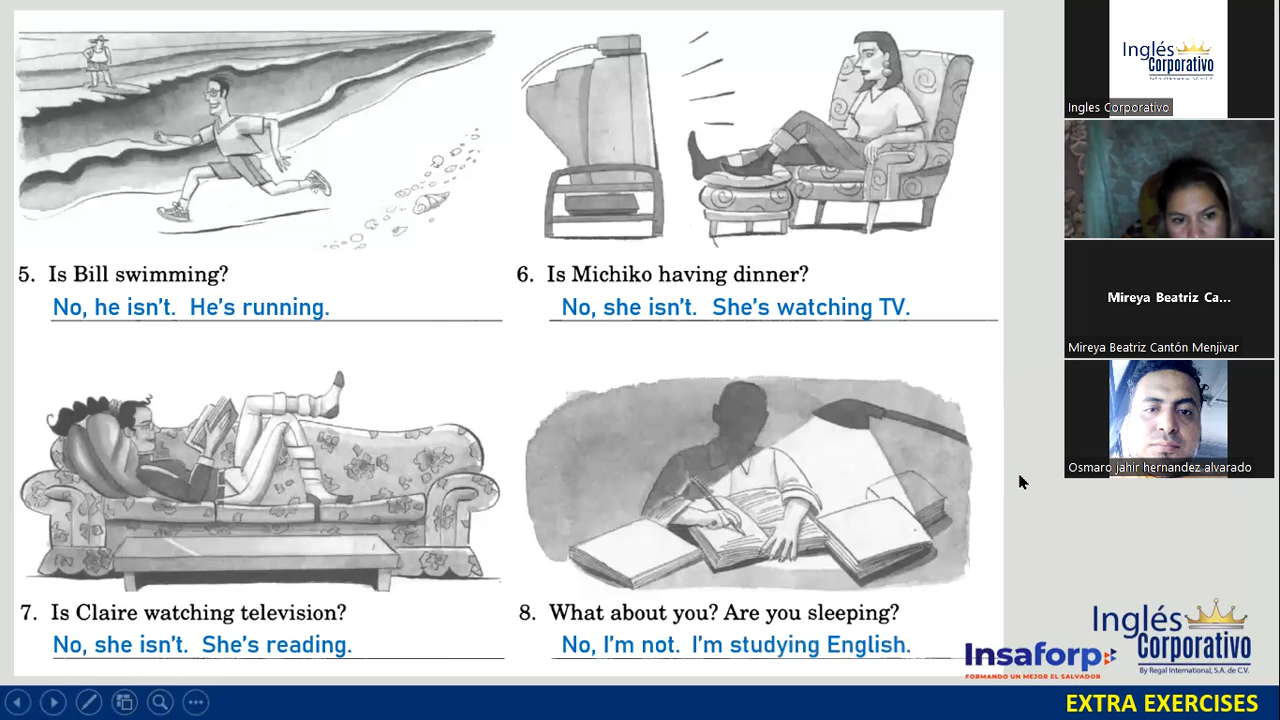 5. Is Bill swimming?
No, he isn't. He's running.
6. Is Michiko having dinner?
No, she isn't. She's watching TV.
7. Is Claire watching television?
No, she isn't. She's reading.
8. What about you? Are you sleeping?
No, I'm not. I'm studying English.
Insaforp
FORMANDO UN MEJOR EL SALVADOR
Inglés
Corporativo
By Regal International, S.A. de C.V.
EXTRA EXERCISES
Inglés
Corporativo
Ingles Corporativo
Mireya Beatriz Ca...
Mireya Beatriz Cantón Menjivar
Osmaro jahir hernandez alvarado